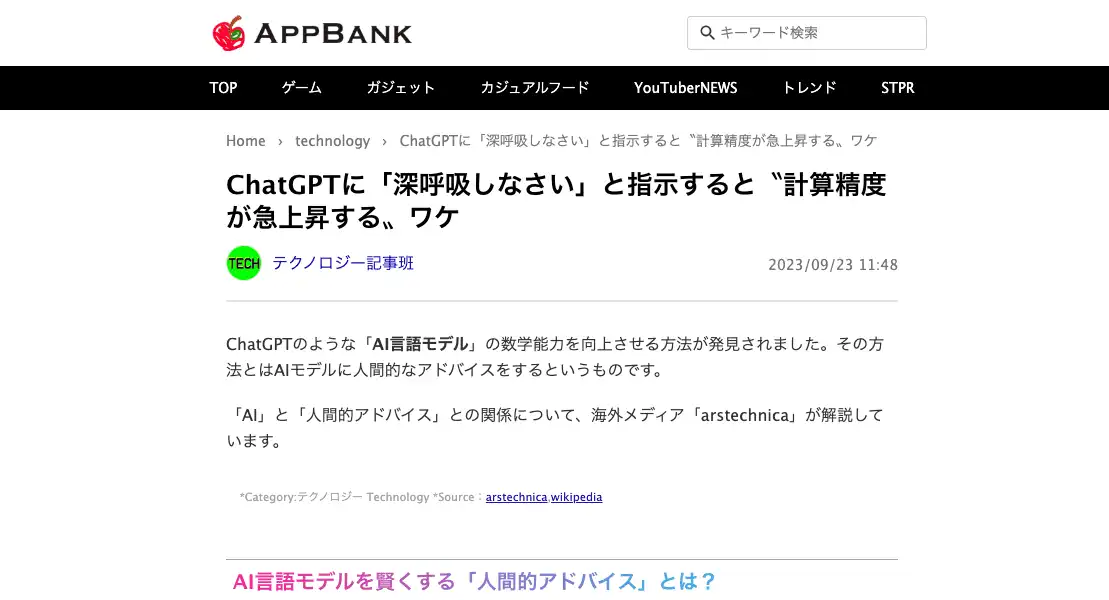 APPBANK
キーワード検索
TOP ゲーム ガジェット カジュアルフード YouTuberNEWS トレンド STPR
Home › technology › ChatGPTに「深呼吸しなさい」と指示すると〝計算精度が急上昇する〟ワケ
ChatGPTに「深呼吸しなさい」と指示すると〝計算精度
が急上昇する〟ワケ
TECH テクノロジー記事班 2023/09/23 11:48
ChatGPTのような「AI言語モデル」の数学能力を向上させる方法が発見されました。その方
法とはAIモデルに人間的なアドバイスをするというものです。
「AI」と「人間的アドバイス」との関係について、海外メディア「arstechnica」が解説して
います。
*Category:テクノロジー Technology *Source：arstechnica,wikipedia
AI言語モデルを賢くする「人間的アドバイス」とは？